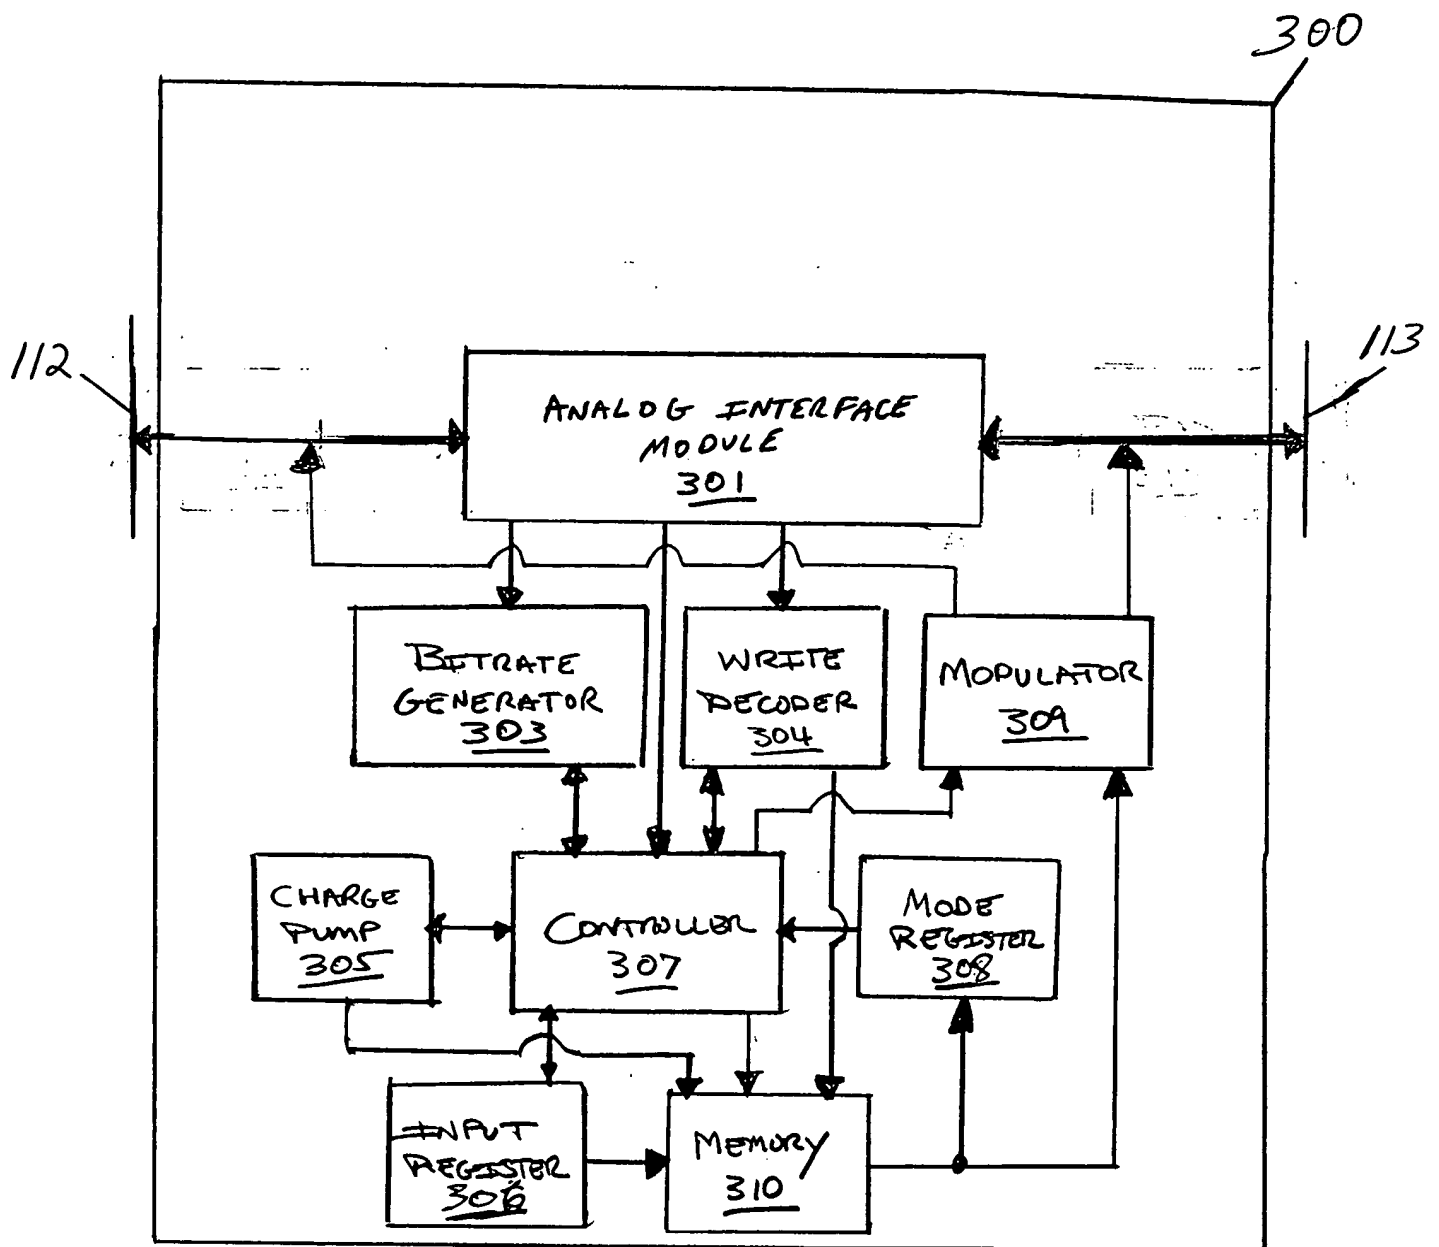 300
112
113
ANALOG INTERFACE
MODULE
301
BITRATE
GENERATOR
303
WRITE
DECODER
304
MODULATOR
309
CHARGE
PUMP
305
CONTROLLER
307
MODE
REGISTER
308
INPUT
REGISTER
306
MEMORY
310